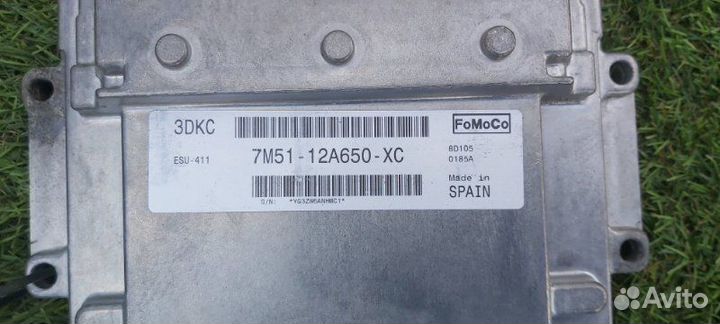 3DKC
FoMoCo
ESU-411
7M51-12A650-XC
8D105
0185A
Made in
SPAIN
S/N:
Avito